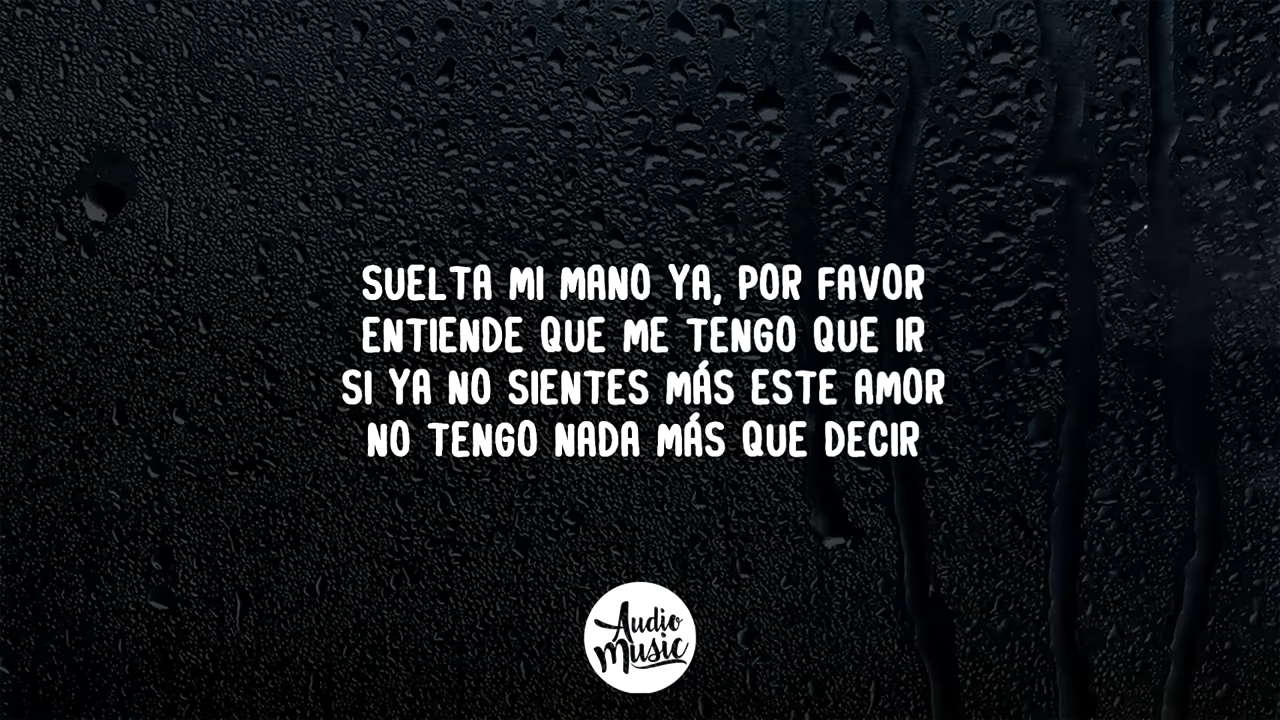 SUELTA MI MANO YA, POR FAVOR
ENTIENDE QUE ME TENGO QUE IR
SI YA NO SIENTES MÁS ESTE AMOR
NO TENGO NADA MÁS QUE DECIR
Audio
Music